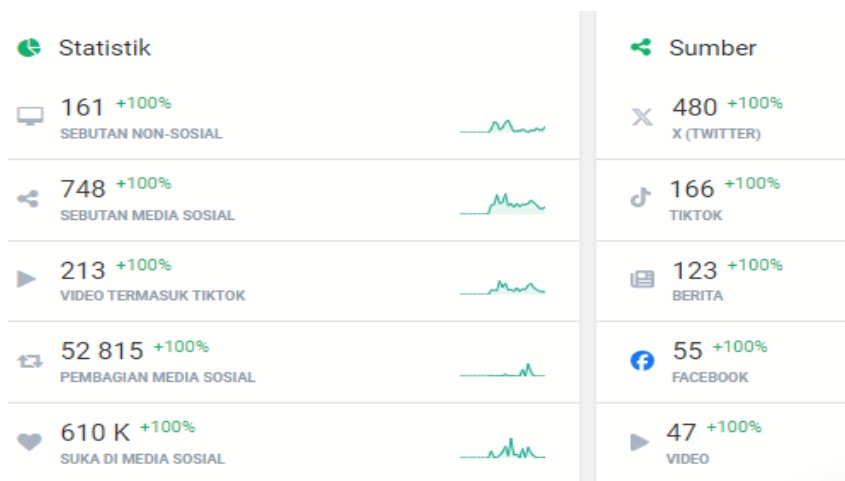 Statistik
161 +100%
SEBUTAN NON-SOSIAL
748 +100%
SEBUTAN MEDIA SOSIAL
213 +100%
VIDEO TERMASUK TIKTOK
52 815 +100%
PEMBAGIAN MEDIA SOSIAL
610 K +100%
SUKA DI MEDIA SOSIAL
Sumber
480 +100%
X (TWITTER)
166 +100%
TIKTOK
123 +100%
BERITA
55 +100%
FACEBOOK
47 +100%
VIDEO